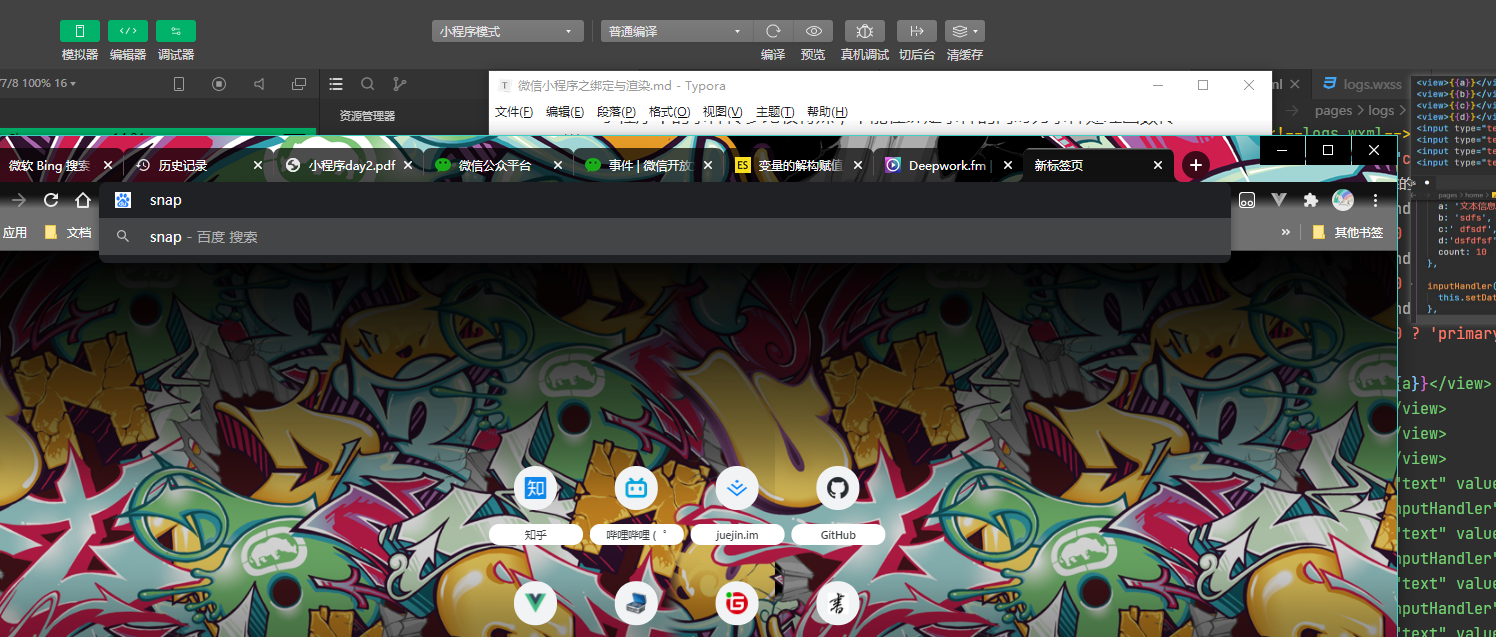 小程序模式
普通编译
模拟器
编辑器
调试器
编译
预览
真机调试
切后台
清缓存
7/8 100% 16
资源管理器
T 微信小程序之绑定与渲染.md - Typora
文件(F) 编辑(E) 段落(P) 格式(O) 视图(V) 主题(T) 帮助(H)
logs.wxss
pages > logs >
<!--logs.wxml-->
微软 Bing 搜索
历史记录
小程序day2.pdf
微信公众平台
事件 | 微信开放
ES 变量的解构赋值
Deepwork.fm |
新标签页
snap
snap - 百度 搜索
应用
文档
其他书签
知
知乎
哔哩哔哩 ( ゜
juejin.im
GitHub
书
<view>{{a}}</vi
<view>{{b}}</vi
<view>{{c}}</vi
<view>{{d}}</vi
<input type="te
<input type="te
<input type="te
<input type="te
pages > home >
a: '文本信息
b: 'sdfs',
c:' dfsdf',
d:'dsfdfsf'
count: 10
},
inputHandler(
this.setDat
},
? 'primary
{a}}</view>
/view>
/view>
/view>
"text" value
nputHandler"
"text" value
nputHandler"
"text" value
nputHandler"
"text" value